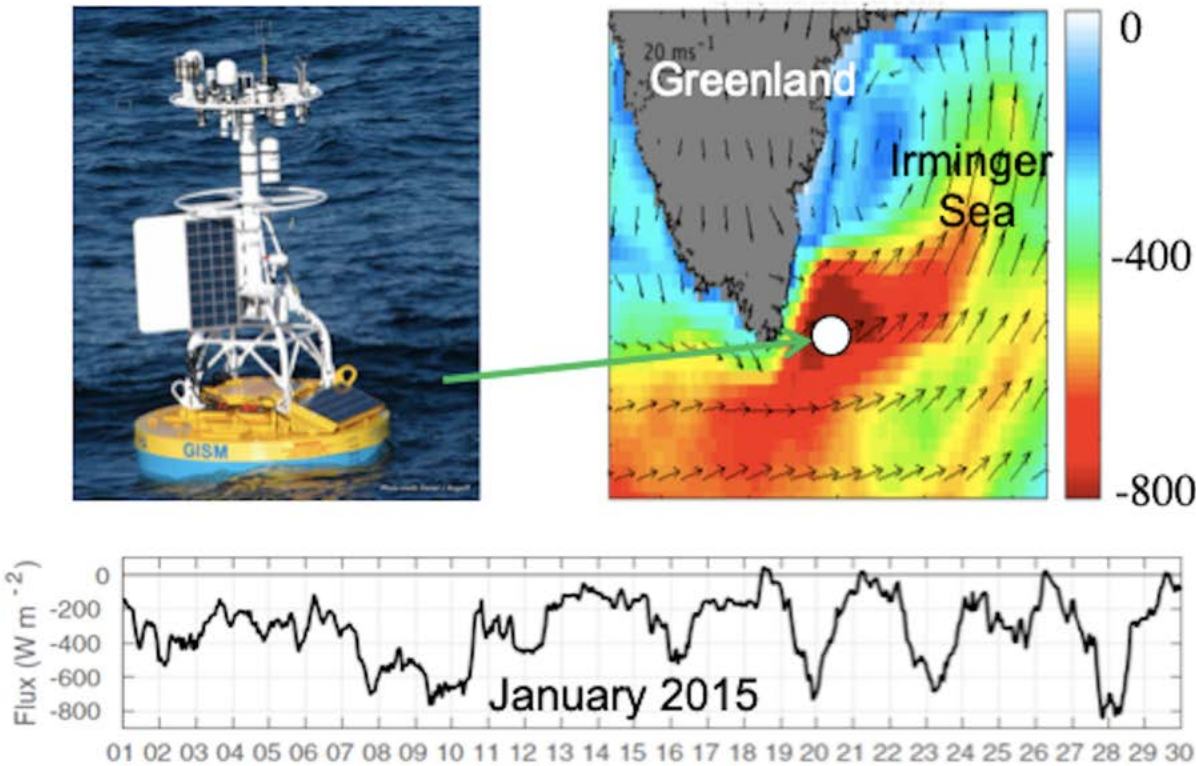 GISM
20 ms⁻¹
Greenland
Irminger
Sea
0
-400
-800
Flux (W m⁻²)
0
-200
-400
-600
-800
January 2015
01 02 03 04 05 06 07 08 09 10 11 12 13 14 15 16 17 18 19 20 21 22 23 24 25 26 27 28 29 30